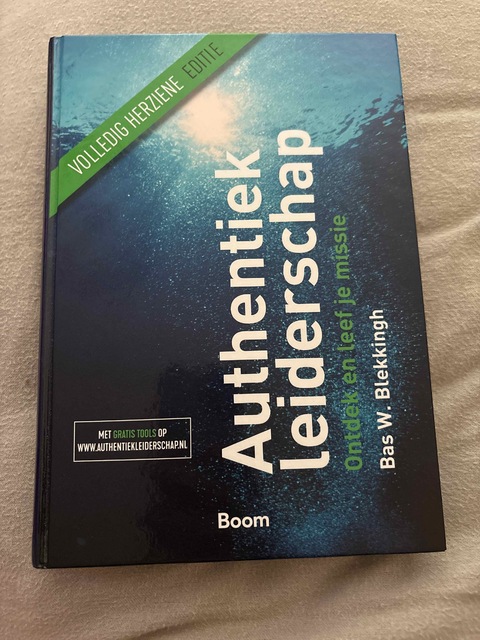 VOLLEDIG HERZIENE EDITIE
Authentiek
leiderschap
Ontdek en leef je missie
Bas W. Blekkingh
MET GRATIS TOOLS OP
WWW.AUTHENTIEKLEIDERSCHAP.NL
Boom